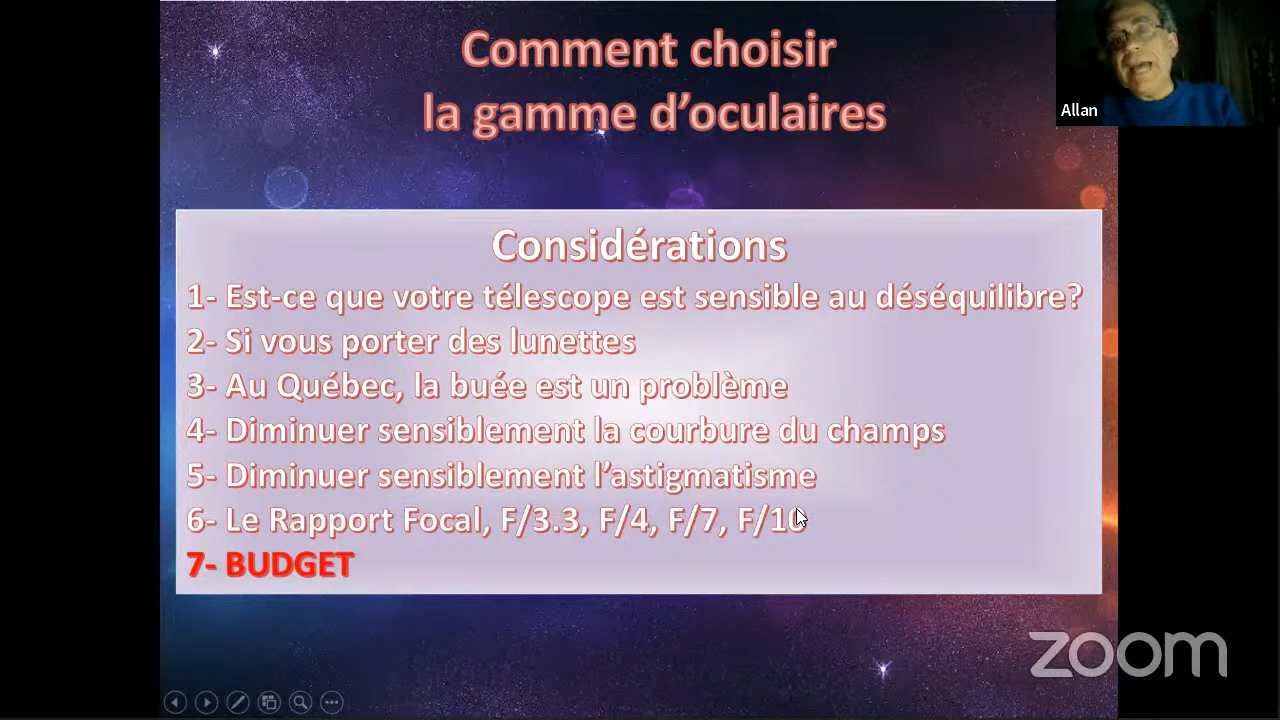 Comment choisir
la gamme d'oculaires
Allan
Considérations
1- Est-ce que votre télescope est sensible au déséquilibre?
2- Si vous porter des lunettes
3- Au Québec, la buée est un problème
4- Diminuer sensiblement la courbure du champs
5- Diminuer sensiblement l'astigmatisme
6- Le Rapport Focal, F/3.3, F/4, F/7, F/10
7- BUDGET
zoom